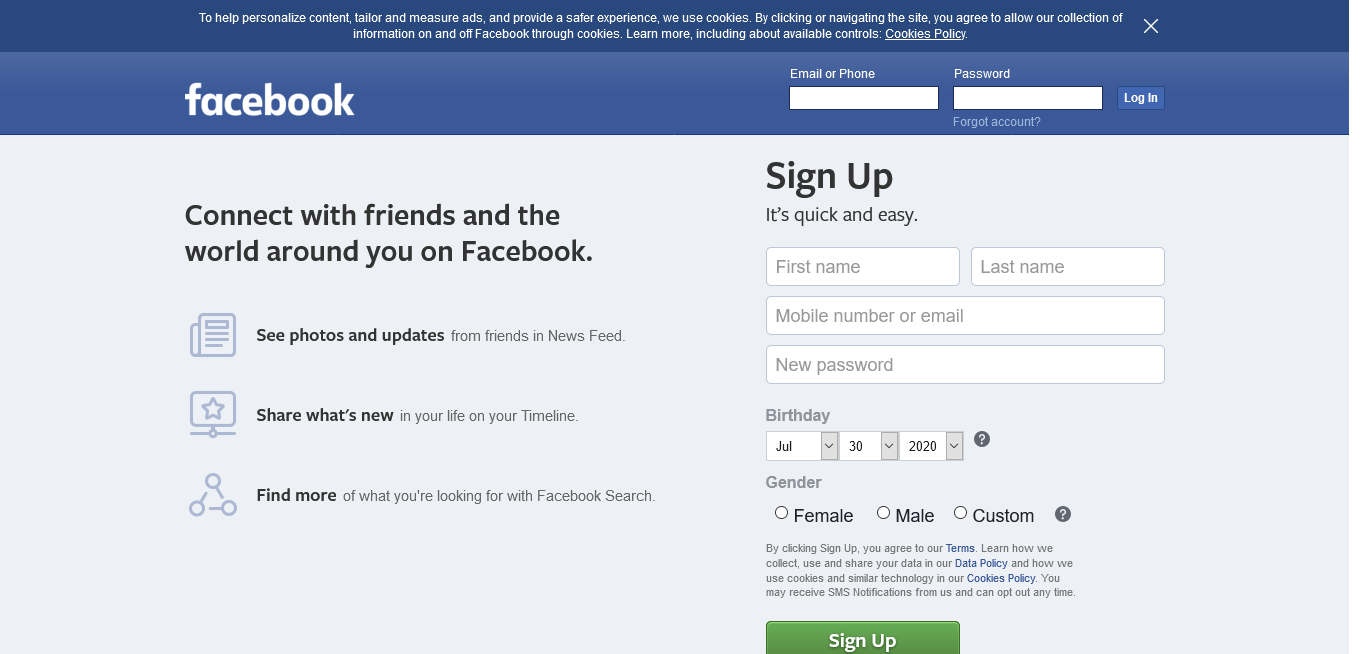 To help personalize content, tailor and measure ads, and provide a safer experience, we use cookies. By clicking or navigating the site, you agree to allow our collection of
information on and off Facebook through cookies. Learn more, including about available controls: Cookies Policy.
facebook
Email or Phone
Password
Log In
Forgot account?
Connect with friends and the
world around you on Facebook.
See photos and updates from friends in News Feed.
Share what's new in your life on your Timeline.
Find more of what you're looking for with Facebook Search.
Sign Up
It's quick and easy.
First name
Last name
Mobile number or email
New password
Birthday
Jul
30
2020
?
Gender
Female
Male
Custom
?
By clicking Sign Up, you agree to our Terms. Learn how we
collect, use and share your data in our Data Policy and how we
use cookies and similar technology in our Cookies Policy. You
may receive SMS Notifications from us and can opt out any time.
Sign Up